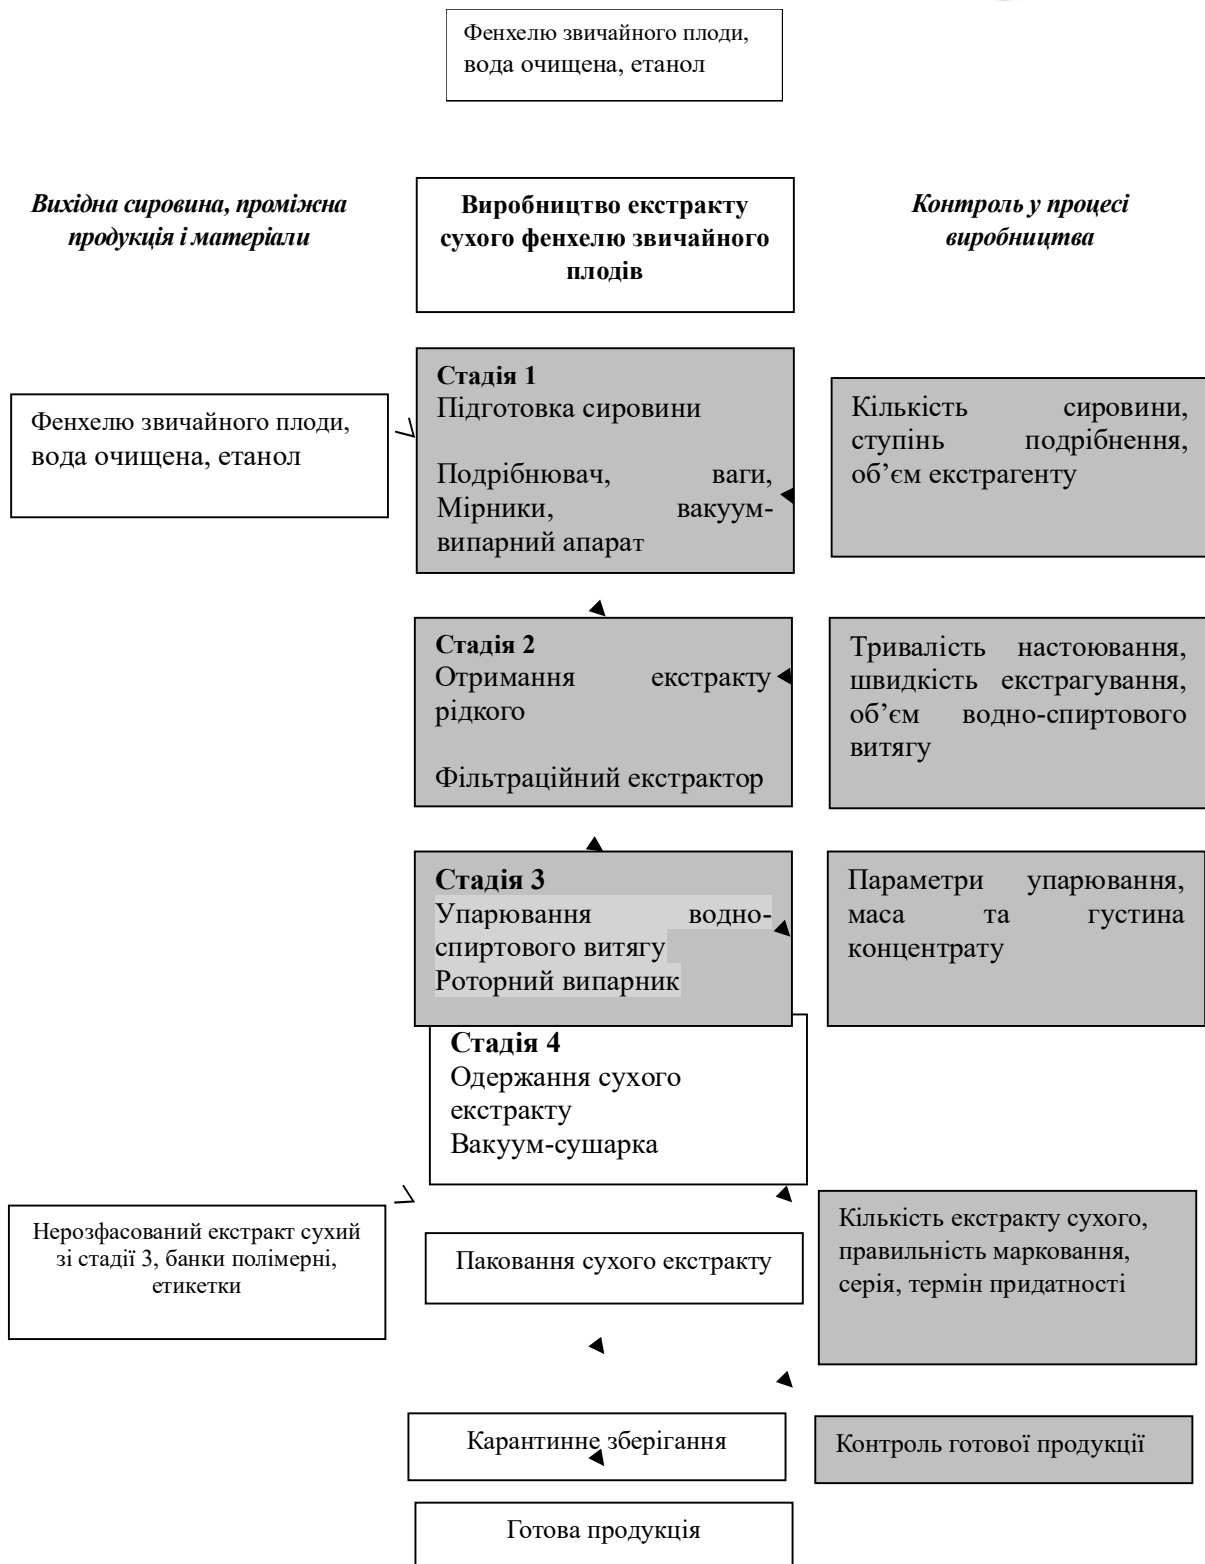 Фенхелю звичайного плоди,
вода очищена, етанол
Вихідна сировина, проміжна
продукція і матеріали
Виробництво екстракту
сухого фенхелю звичайного
плодів
Контроль у процесі
виробництва
Фенхелю звичайного плоди,
вода очищена, етанол
Стадія 1
Підготовка сировини
Подрібнювач, ваги,
Мірники, вакуум-
випарний апарат
Кількість сировини,
ступінь подрібнення,
об’єм екстрагенту
Стадія 2
Отримання екстракту
рідкого
Фільтраційний екстрактор
Тривалість настоювання,
швидкість екстрагування,
об’єм водно-спиртового
витягу
Стадія 3
Упарювання водно-
спиртового витягу
Роторний випарник
Параметри упарювання,
маса та густина
концентрату
Стадія 4
Одержання сухого
екстракту
Вакуум-сушарка
Нерозфасований екстракт сухий
зі стадії 3, банки полімерні,
етикетки
Паковання сухого екстракту
Кількість екстракту сухого,
правильність марковання,
серія, термін придатності
Карантинне зберігання
Контроль готової продукції
Готова продукція